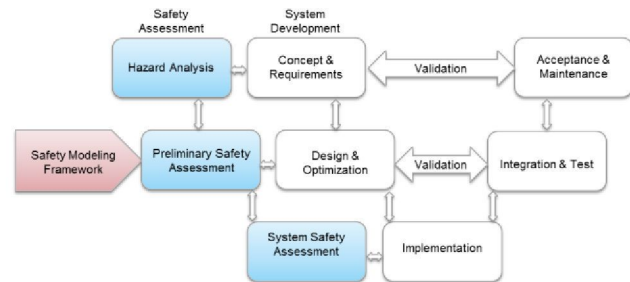 Safety
Assessment
System
Development
Hazard Analysis
Concept &
Requirements
Validation
Acceptance &
Maintenance
Safety Modeling
Framework
Preliminary Safety
Assessment
Design &
Optimization
Validation
Integration & Test
System Safety
Assessment
Implementation